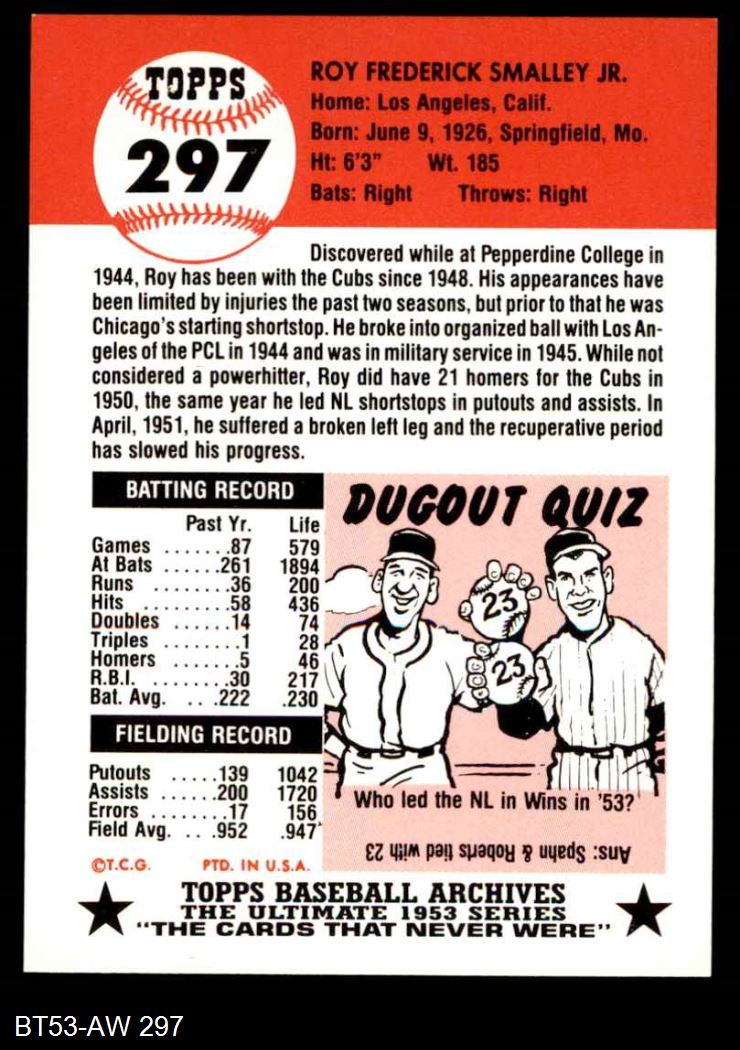 TOPPS
297
ROY FREDERICK SMALLEY JR.
Home: Los Angeles, Calif.
Born: June 9, 1926, Springfield, Mo.
Ht: 6'3" Wt. 185
Bats: Right Throws: Right
Discovered while at Pepperdine College in
1944, Roy has been with the Cubs since 1948. His appearances have
been limited by injuries the past two seasons, but prior to that he was
Chicago's starting shortstop. He broke into organized ball with Los An-
geles of the PCL in 1944 and was in military service in 1945. While not
considered a powerhitter, Roy did have 21 homers for the Cubs in
1950, the same year he led NL shortstops in putouts and assists. In
April, 1951, he suffered a broken left leg and the recuperative period
has slowed his progress.
BATTING RECORD
Past Yr. Life
Games .......87 579
At Bats ......261 1894
Runs .......36 200
Hits ........58 436
Doubles ......14 74
Triples .......1 28
Homers .......5 46
R.B.I. .......30 217
Bat. Avg. ...222 .230
FIELDING RECORD
Putouts .....139 1042
Assists .....200 1720
Errors ......17 156
Field Avg. ...952 .947
©T.C.G. PTD. IN U.S.A.
DUGOUT QUIZ
23
23
Who led the NL in Wins in '53?
Ans: Spahn & Roberts tied with 23
TOPPS BASEBALL ARCHIVES
THE ULTIMATE 1953 SERIES
"THE CARDS THAT NEVER WERE"
BT53-AW 297